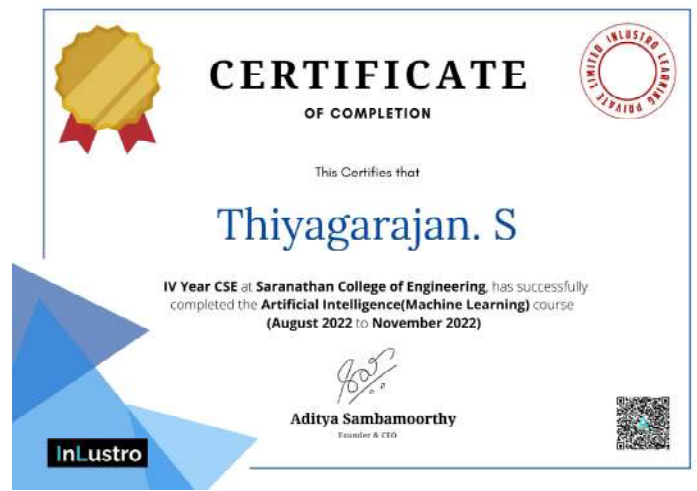 CERTIFICATE
OF COMPLETION
INLUSTRO LEARNING PRIVATE LIMITED
This Certifies that
Thiyagarajan. S
IV Year CSE at Saranathan College of Engineering, has successfully
completed the Artificial Intelligence(Machine Learning) course
(August 2022 to November 2022)
Aditya Sambamoorthy
Founder & CEO
InLustro